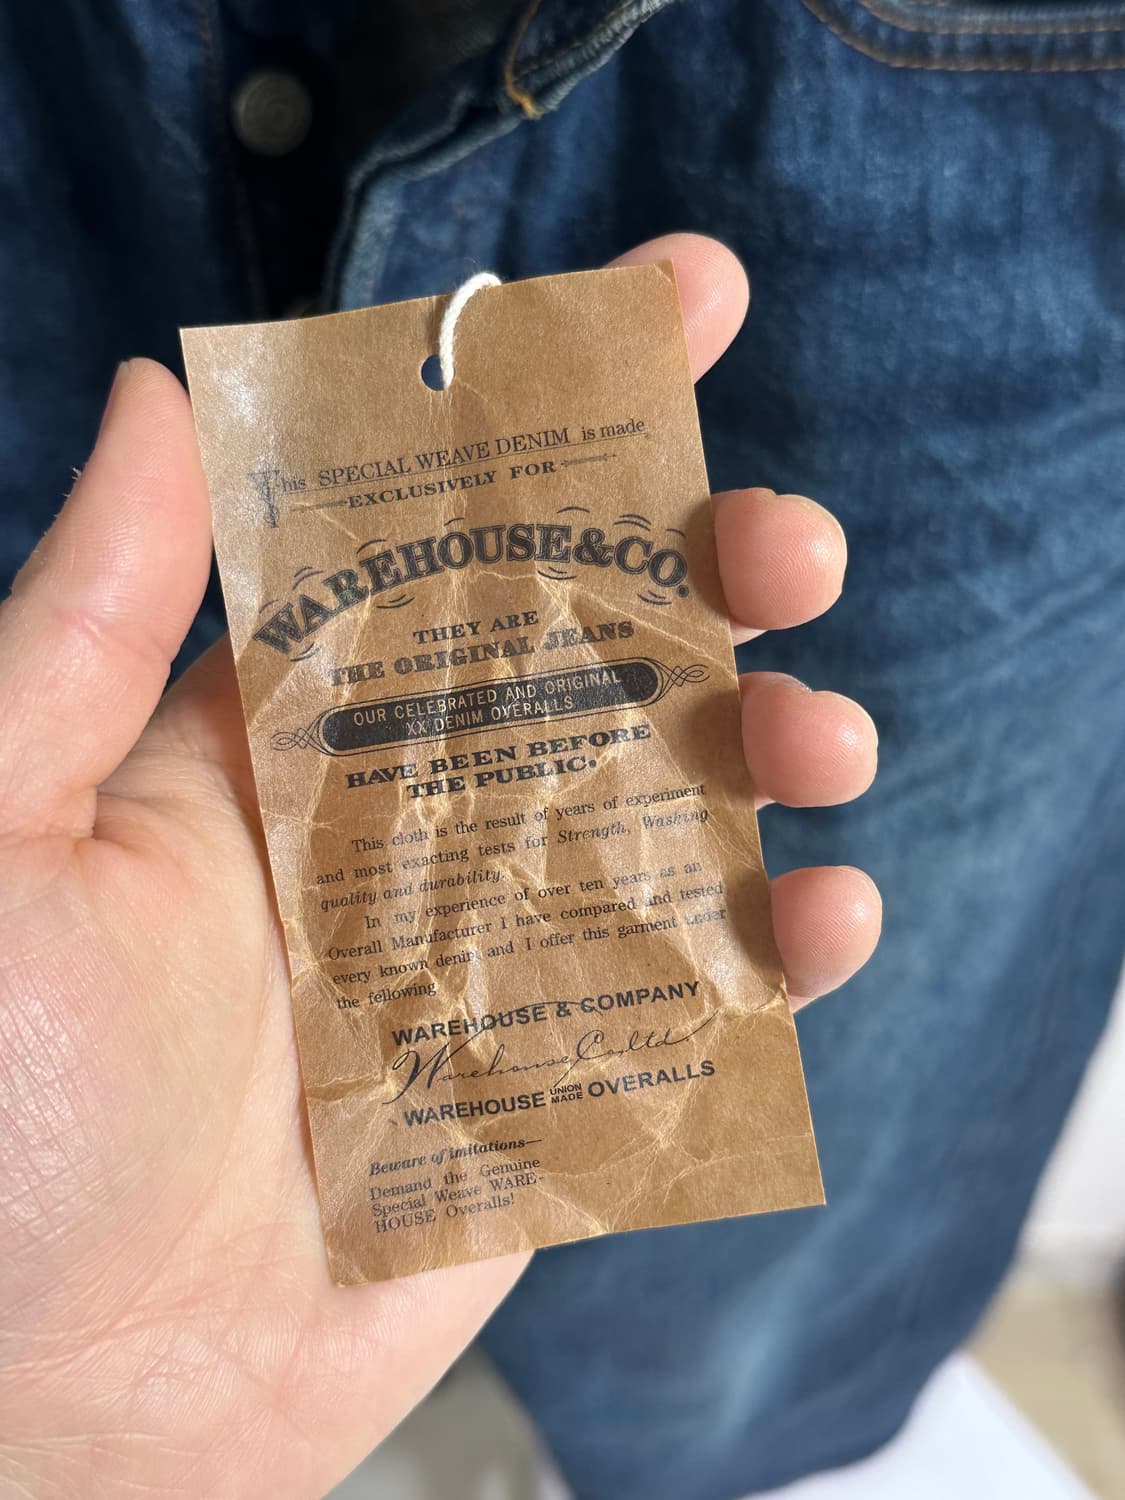 This SPECIAL WEAVE DENIM is made
EXCLUSIVELY FOR
WAREHOUSE&CO.
THEY ARE
THE ORIGINAL JEANS
OUR CELEBRATED AND ORIGINAL
XX DENIM OVERALLS
HAVE BEEN BEFORE
THE PUBLIC.
This cloth is the result of years of experiment
and most exacting tests for Strength, Washing
quality and durability.
In my experience of over ten years as an
Overall Manufacturer I have compared and tested
every known denim and I offer this garment under
the fellowing
WAREHOUSE & COMPANY
Warehouse Co,ltd
WAREHOUSE UNION MADE OVERALLS
Beware of imitations—
Demand the Genuine
Special Weave WARE-
HOUSE Overalls!